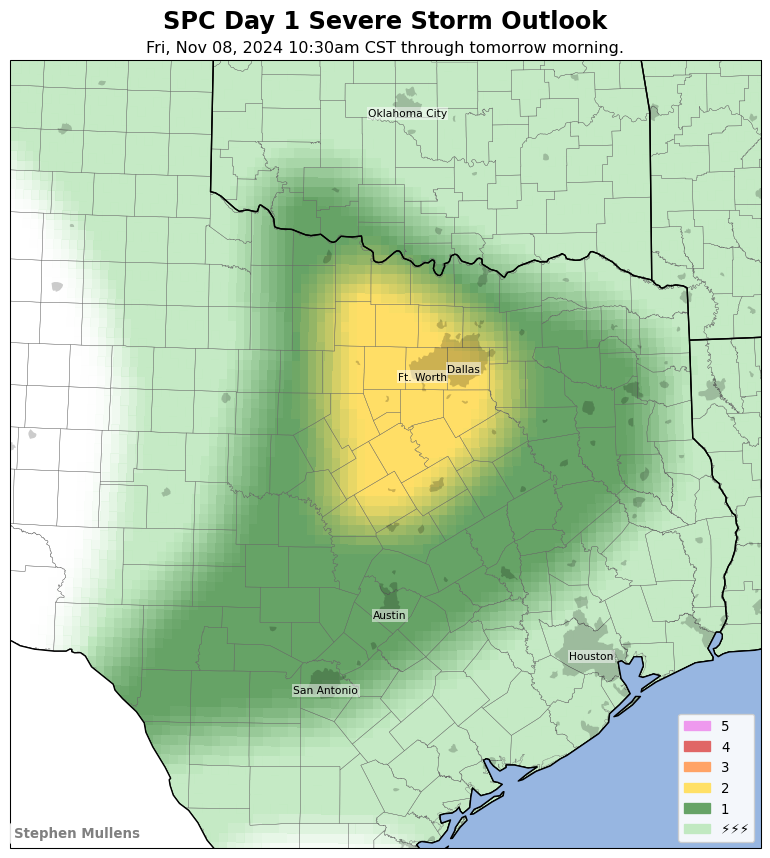 SPC Day 1 Severe Storm Outlook
Fri, Nov 08, 2024 10:30am CST through tomorrow morning.
Oklahoma City
Dallas
Ft. Worth
Austin
Houston
San Antonio
5
4
3
2
1
⚡⚡⚡
Stephen Mullens